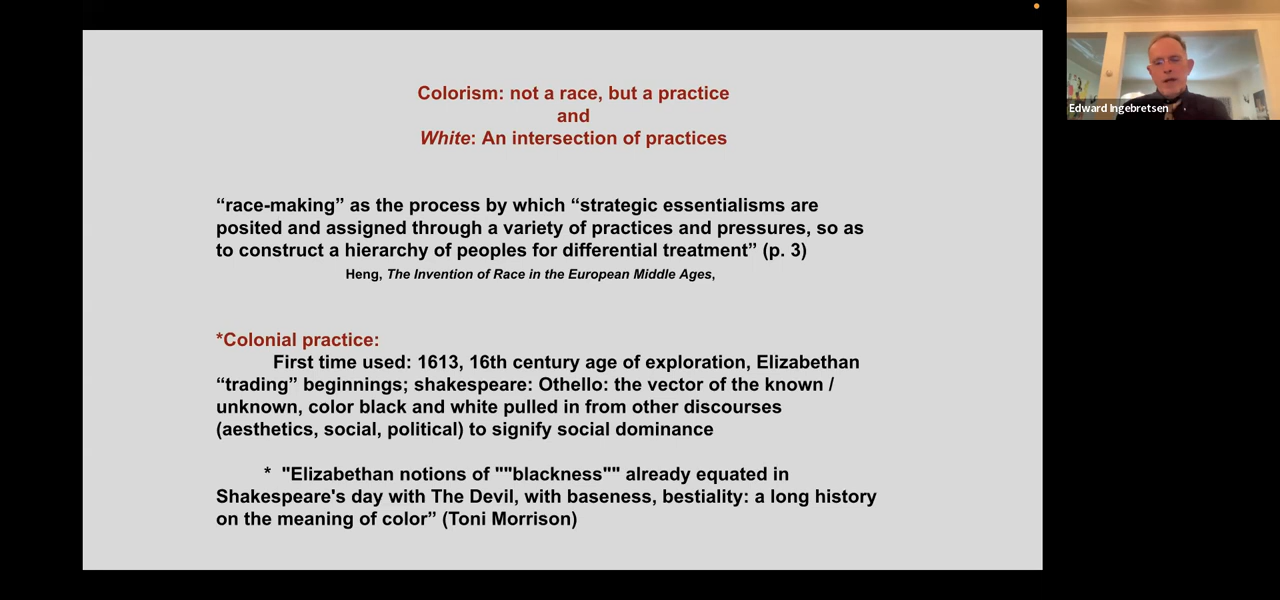 Colorism: not a race, but a practice
and
White: An intersection of practices
“race-making” as the process by which “strategic essentialisms are
posited and assigned through a variety of practices and pressures, so as
to construct a hierarchy of peoples for differential treatment” (p. 3)
Heng, The Invention of Race in the European Middle Ages,
*Colonial practice:
First time used: 1613, 16th century age of exploration, Elizabethan
“trading” beginnings; shakespeare: Othello: the vector of the known /
unknown, color black and white pulled in from other discourses
(aesthetics, social, political) to signify social dominance
* "Elizabethan notions of ""blackness"" already equated in
Shakespeare's day with The Devil, with baseness, bestiality: a long history
on the meaning of color” (Toni Morrison)
Edward Ingebretsen